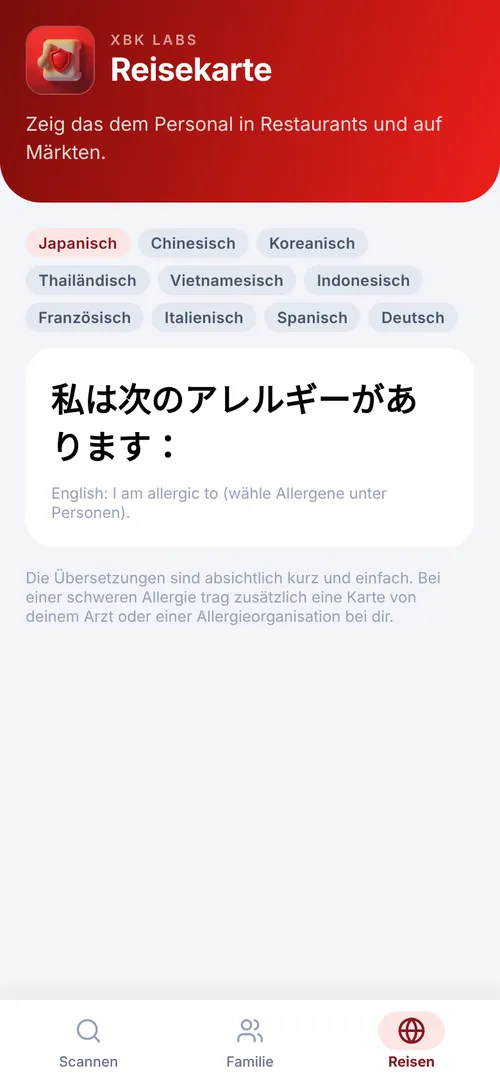 XBK LABS
Reisekarte
Zeig das dem Personal in Restaurants und auf
Märkten.
Japanisch
Chinesisch
Koreanisch
Thailändisch
Vietnamesisch
Indonesisch
Französisch
Italienisch
Spanisch
Deutsch
私は次のアレルギーがあ
ります：
English: I am allergic to (wähle Allergene unter
Personen).
Die Übersetzungen sind absichtlich kurz und einfach. Bei
einer schweren Allergie trag zusätzlich eine Karte von
deinem Arzt oder einer Allergieorganisation bei dir.
Scannen
Familie
Reisen